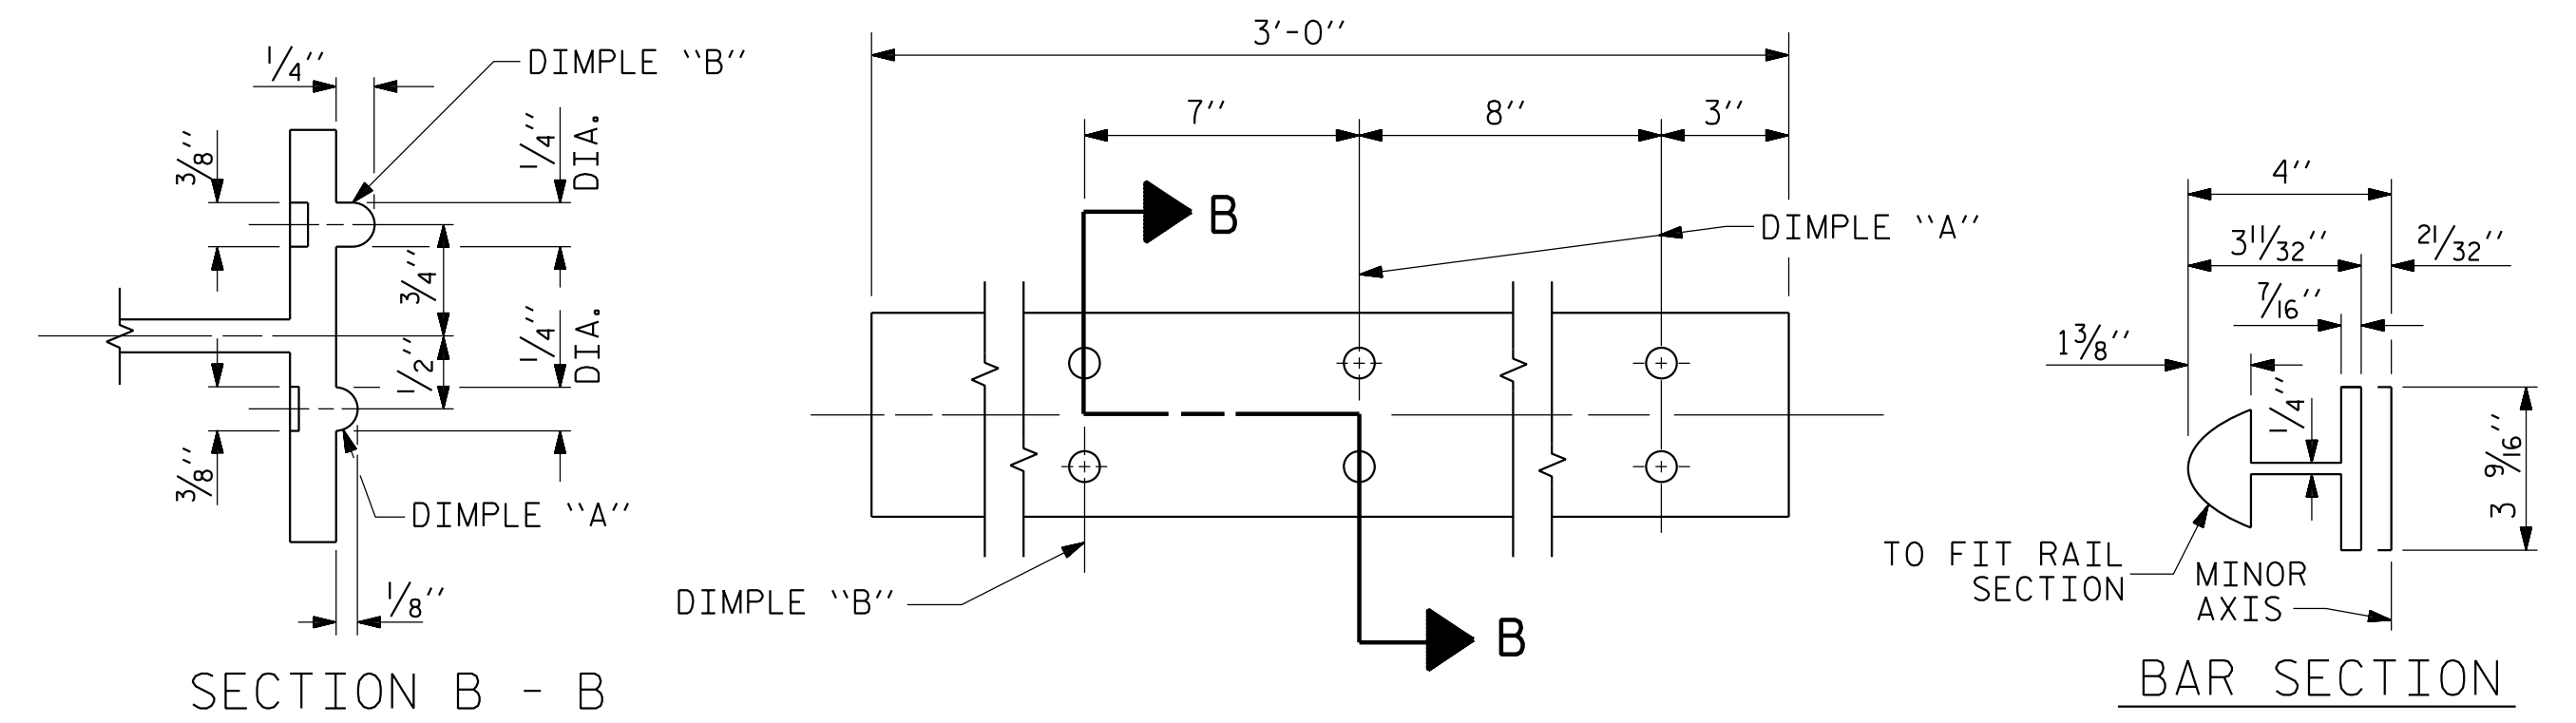 1/4"
DIMPLE "B"
3/8"
1/4"
DIA.
3/4"
1/2"
1/4"
DIA.
3/8"
DIMPLE "A"
1/8"
SECTION B - B
3'-0"
7"
8"
3"
B
DIMPLE "A"
DIMPLE "B"
B
4"
3 11/32"
21/32"
7/16"
1 3/8"
1/4"
3 9/16"
TO FIT RAIL
SECTION
MINOR
AXIS
BAR SECTION